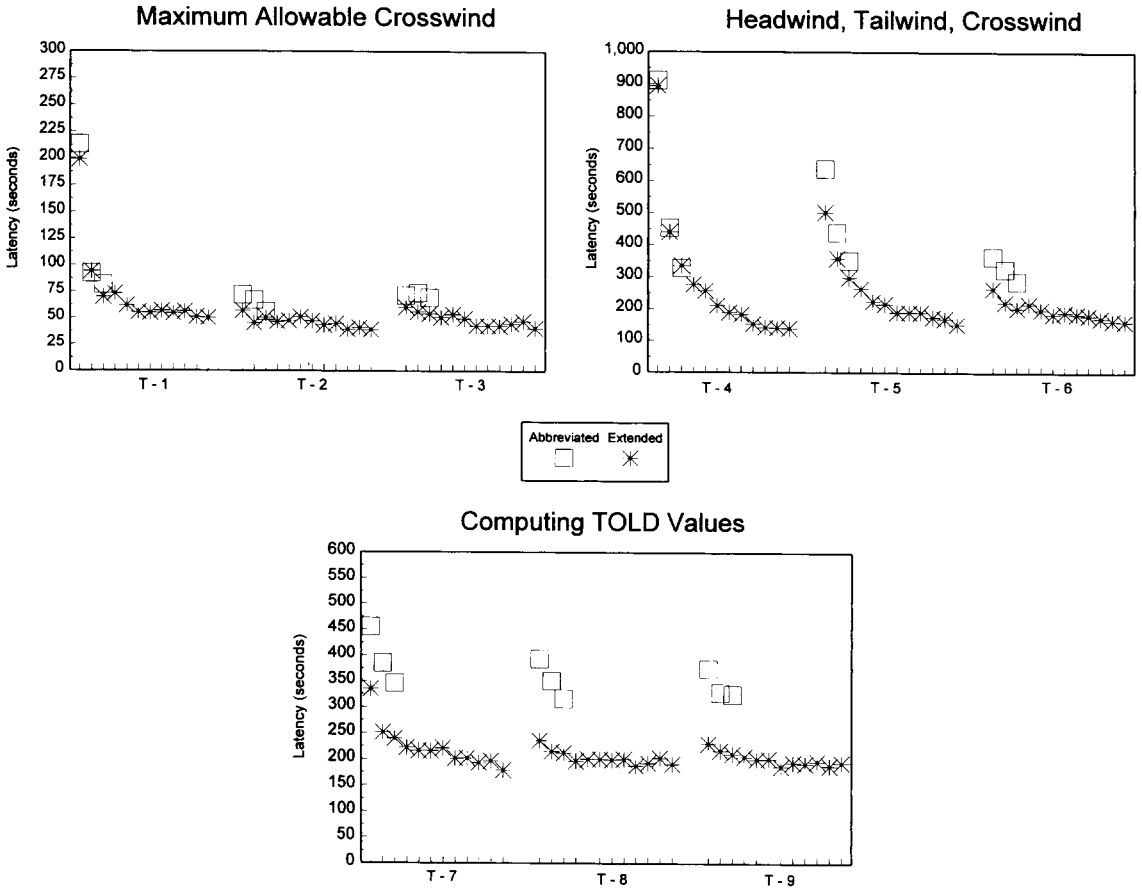 Maximum Allowable Crosswind
300
275
250
225
200
175
150
125
100
75
50
25
0
Latency (seconds)
T - 1
T - 2
T - 3
Headwind, Tailwind, Crosswind
1,000
900
800
700
600
500
400
300
200
100
0
Latency (seconds)
T - 4
T - 5
T - 6
Abbreviated Extended
Computing TOLD Values
600
550
500
450
400
350
300
250
200
150
100
50
0
Latency (seconds)
T - 7
T - 8
T - 9